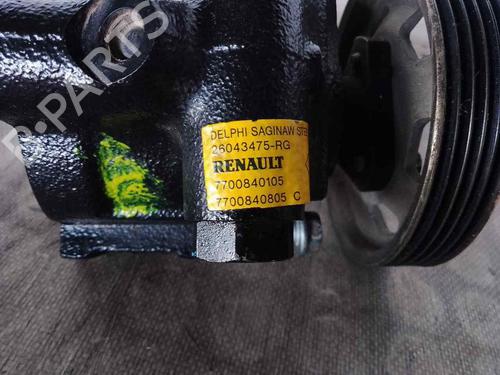 B-PARTS
DELPHI SAGINAW STE
26043475-RG
RENAULT
7700840105
7700840805 C